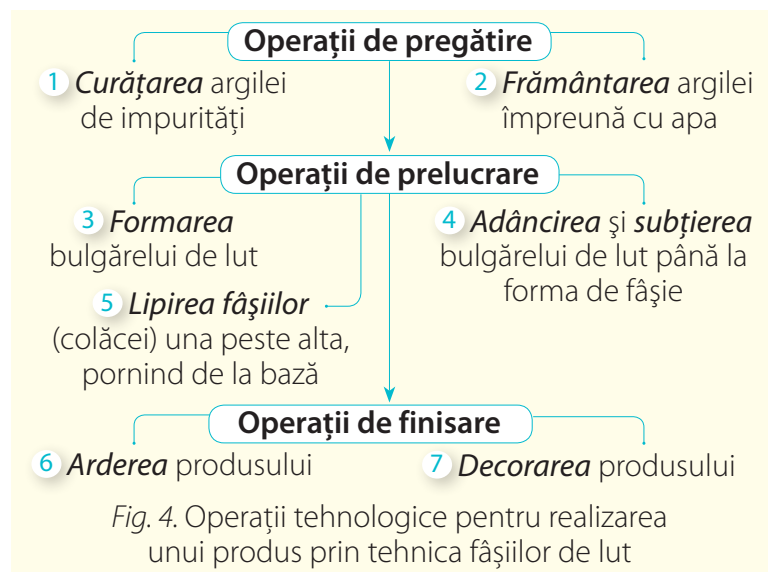 Operații de pregătire
1 Curățarea argilei
de impurități
2 Frământarea argilei
împreună cu apa
Operații de prelucrare
3 Formarea
bulgărelui de lut
4 Adâncirea şi subțierea
bulgărelui de lut până la
forma de fâşie
5 Lipirea fâşiilor
(colăcei) una peste alta,
pornind de la bază
Operații de finisare
6 Arderea produsului
7 Decorarea produsului
Fig. 4. Operații tehnologice pentru realizarea
unui produs prin tehnica fâșiilor de lut